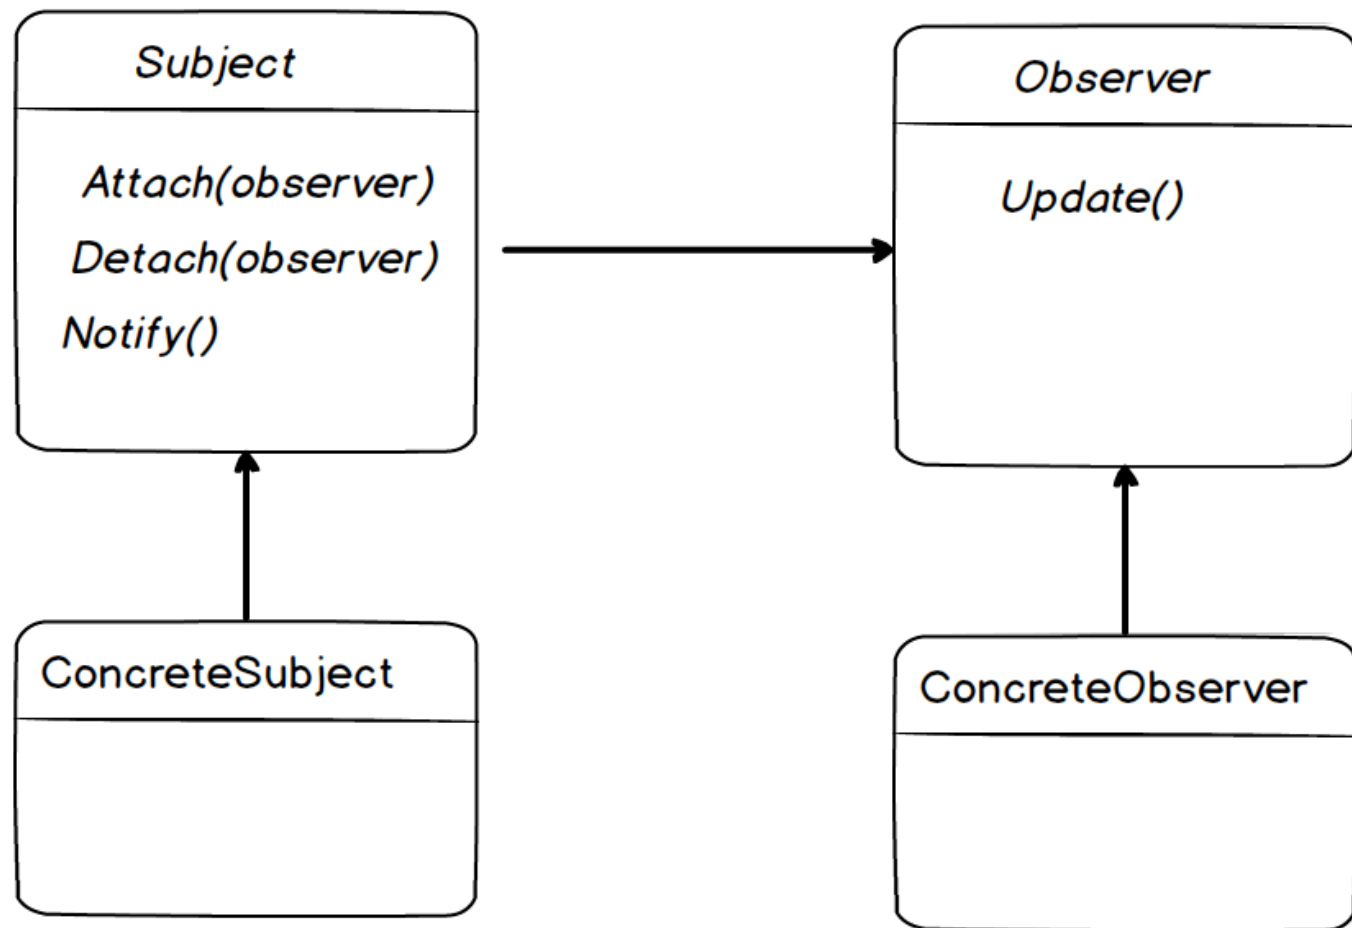 Subject
Attach(observer)
Detach(observer)
Notify()
Observer
Update()
ConcreteSubject
ConcreteObserver